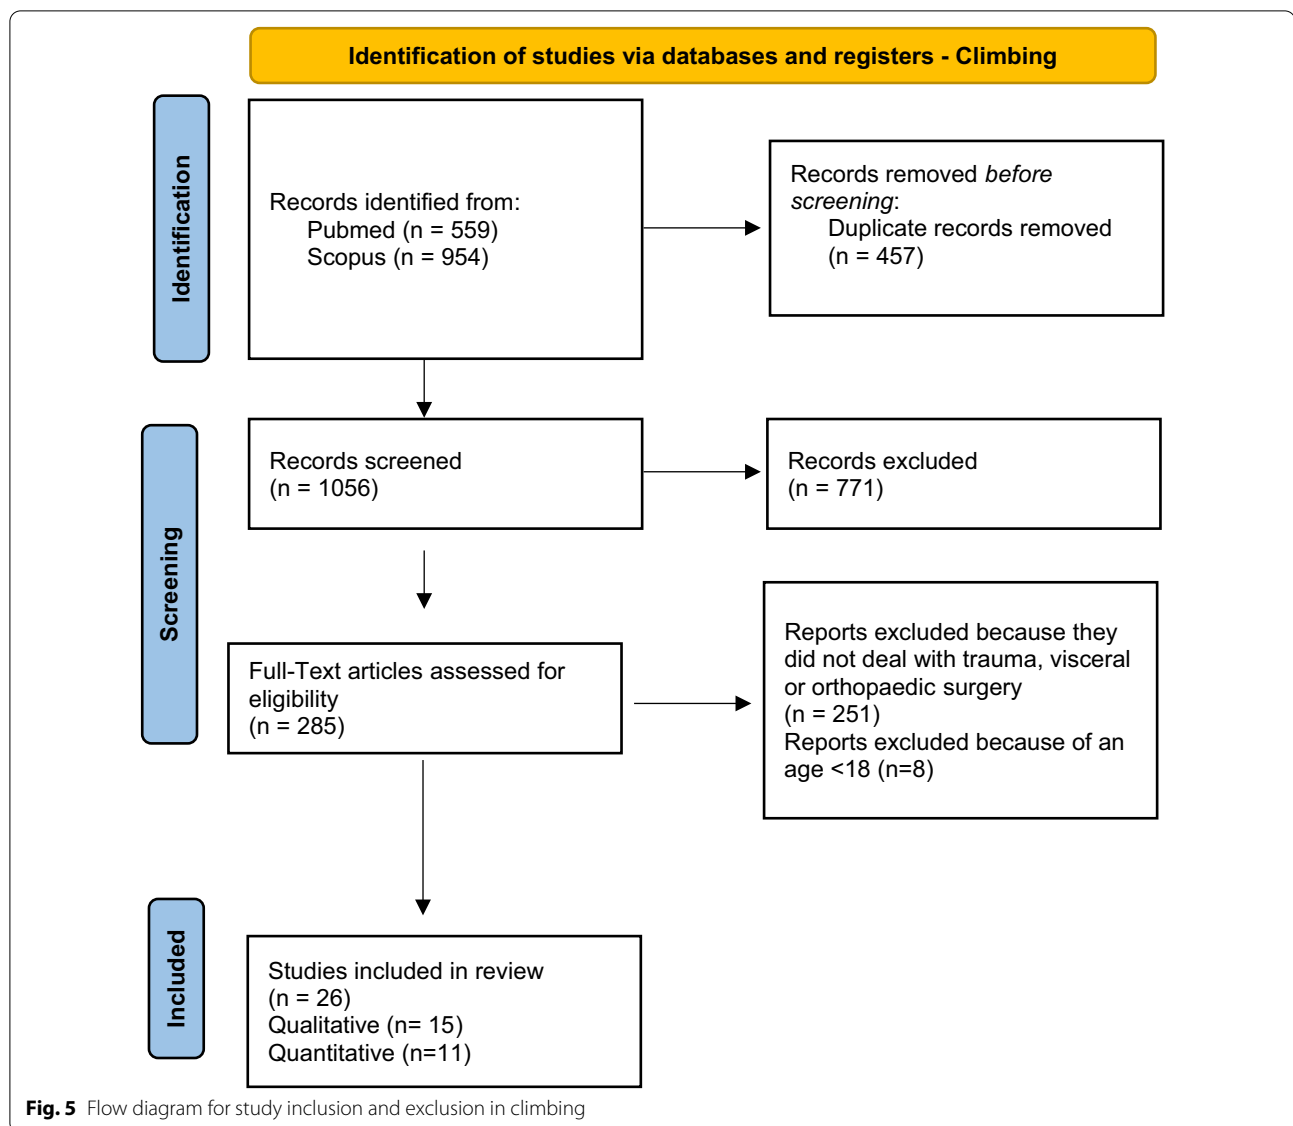 Identification of studies via databases and registers - Climbing
Identification
Records identified from:
Pubmed (n = 559)
Scopus (n = 954)
Records removed before
screening:
Duplicate records removed
(n = 457)
Screening
Records screened
(n = 1056)
Records excluded
(n = 771)
Full-Text articles assessed for
eligibility
(n = 285)
Reports excluded because they
did not deal with trauma, visceral
or orthopaedic surgery
(n = 251)
Reports excluded because of an
age <18 (n=8)
Included
Studies included in review
(n = 26)
Qualitative (n= 15)
Quantitative (n=11)
Fig. 5 Flow diagram for study inclusion and exclusion in climbing